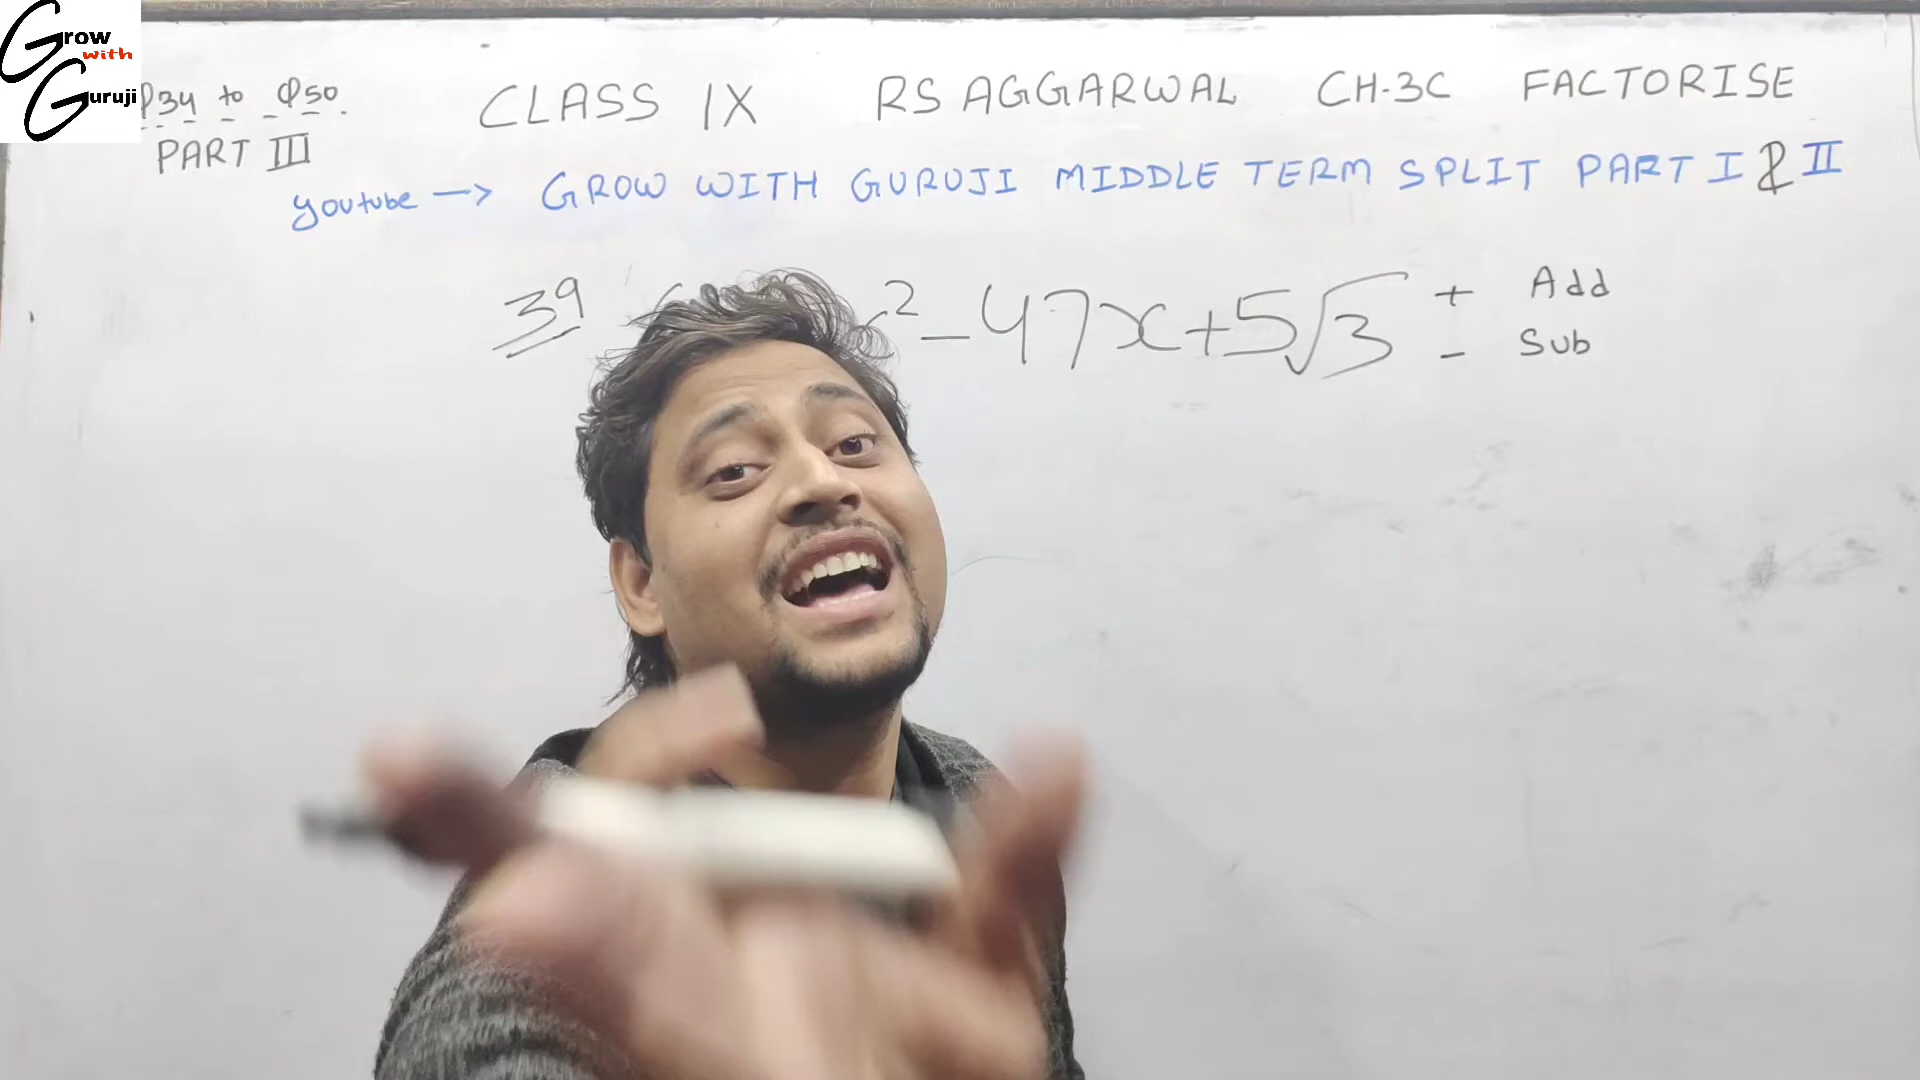 Grow
with
Guruji
Q34 to Q50.
CLASS IX RS AGGARWAL CH-3C FACTORISE
PART III
youtube → GROW WITH GURUJI MIDDLE TERM SPLIT PART I & II
39 x² - 47x + 5√3 + Add
- Sub